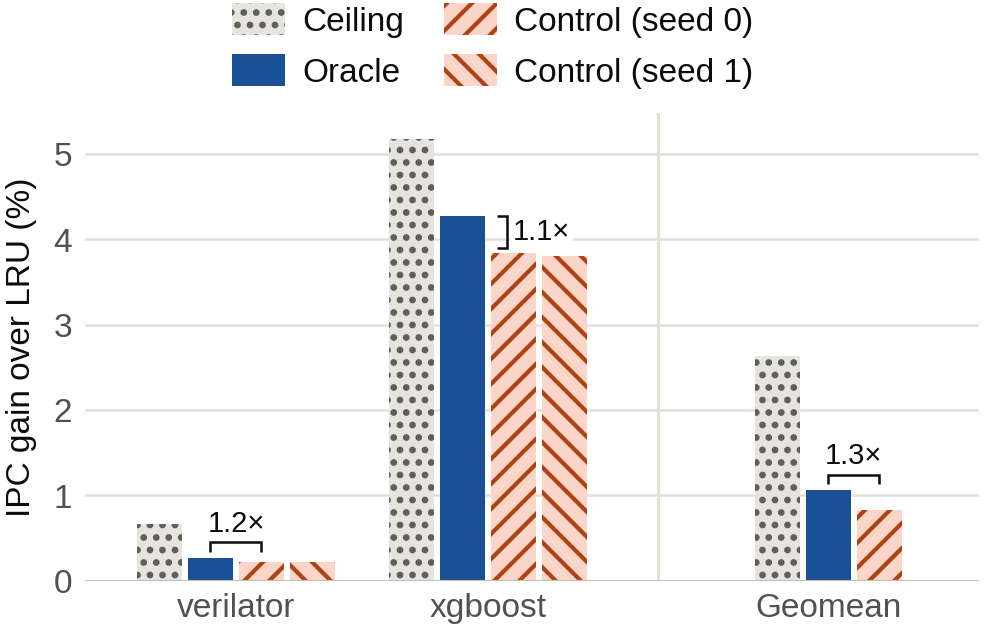 Ceiling
Control (seed 0)
Oracle
Control (seed 1)
IPC gain over LRU (%)
5
4
3
2
1
0
1.2×
1.1×
1.3×
verilator
xgboost
Geomean